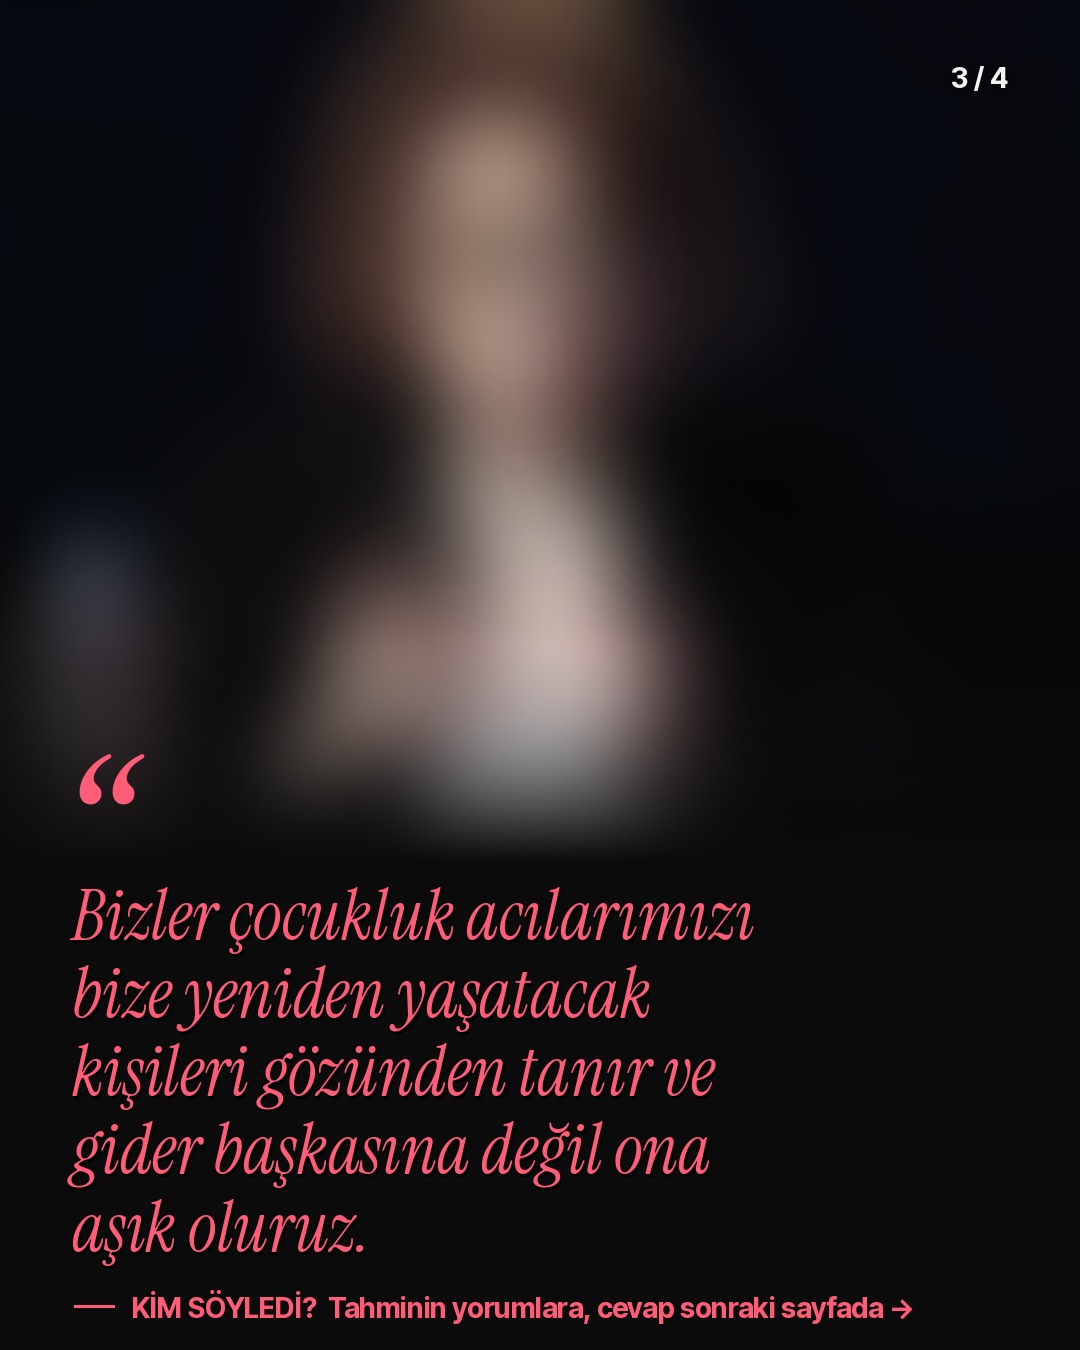 3 / 4
“
Bizler çocukluk acılarımızı
bize yeniden yaşatacak
kişileri gözünden tanır ve
gider başkasına değil ona
aşık oluruz.
— KİM SÖYLEDİ? Tahminin yorumlara, cevap sonraki sayfada →